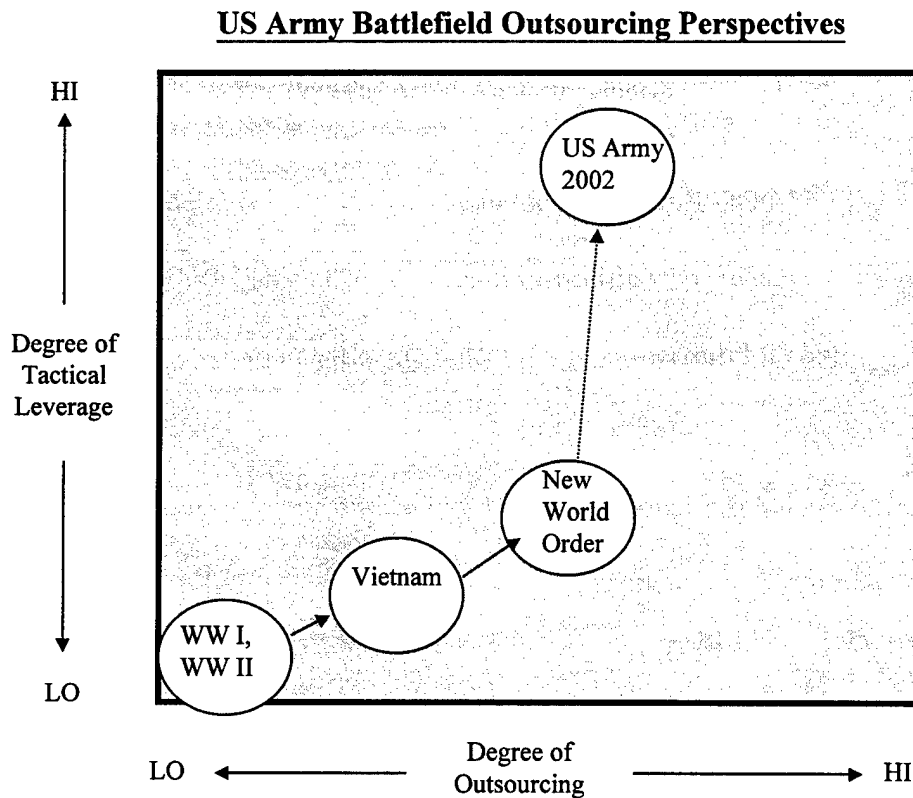 US Army Battlefield Outsourcing Perspectives
HI
US Army
2002
Degree of
Tactical
Leverage
New
World
Order
Vietnam
WW I,
WW II
LO
LO
Degree of
Outsourcing
HI